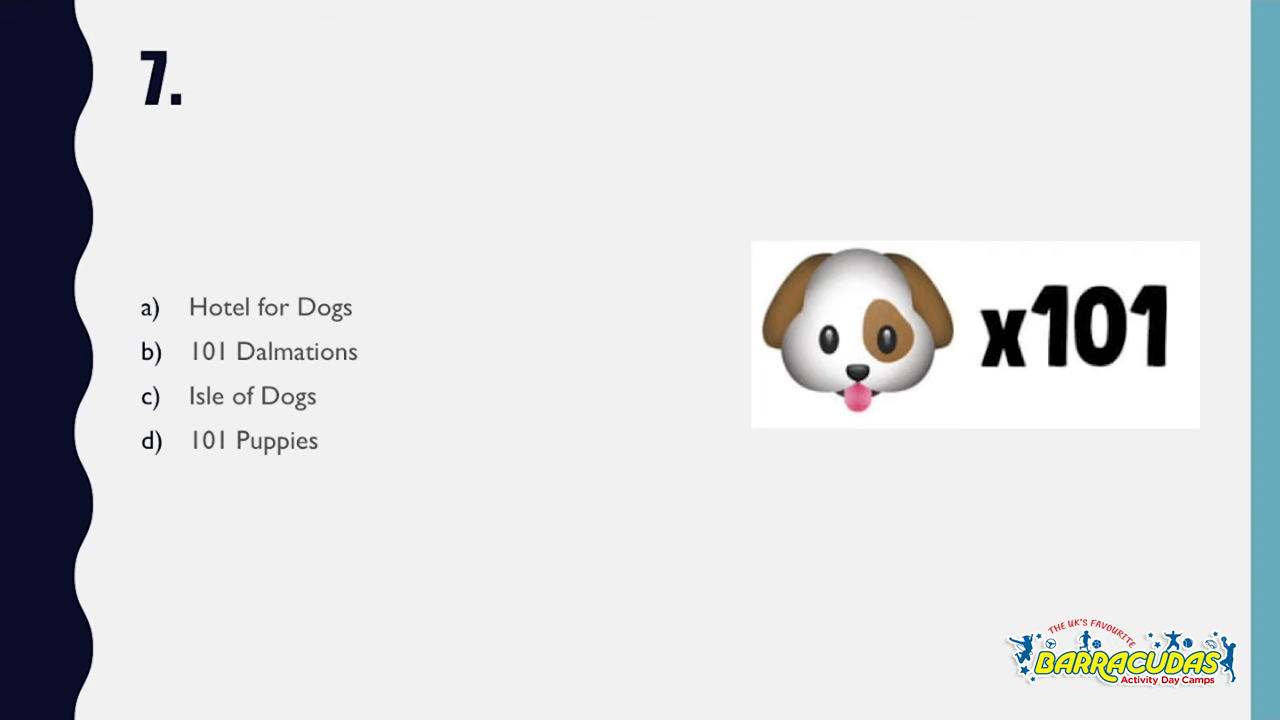 7.
a) Hotel for Dogs
b) 101 Dalmations
c) Isle of Dogs
d) 101 Puppies
x101
THE UK'S FAVOURITE
BARRACUDAS
Activity Day Camps